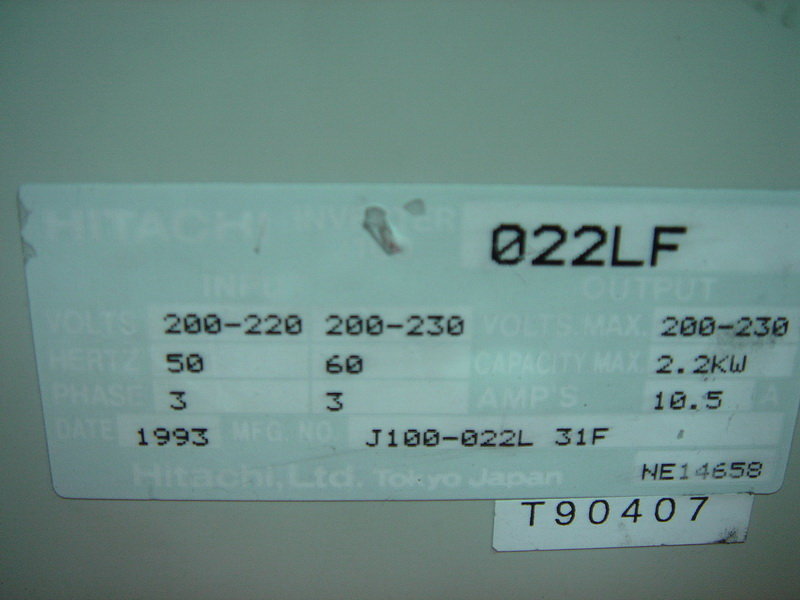 HITACHI INVERTER 022LF
INPUT OUTPUT
VOLTS 200-220 200-230 VOLTS.MAX. 200-230
HERTZ 50 60 CAPACITY MAX. 2.2KW
PHASE 3 3 AMP'S 10.5 A
DATE 1993 MFG. NO. J100-022L 31F
Hitachi, Ltd. Tokyo Japan NE14658
T90407